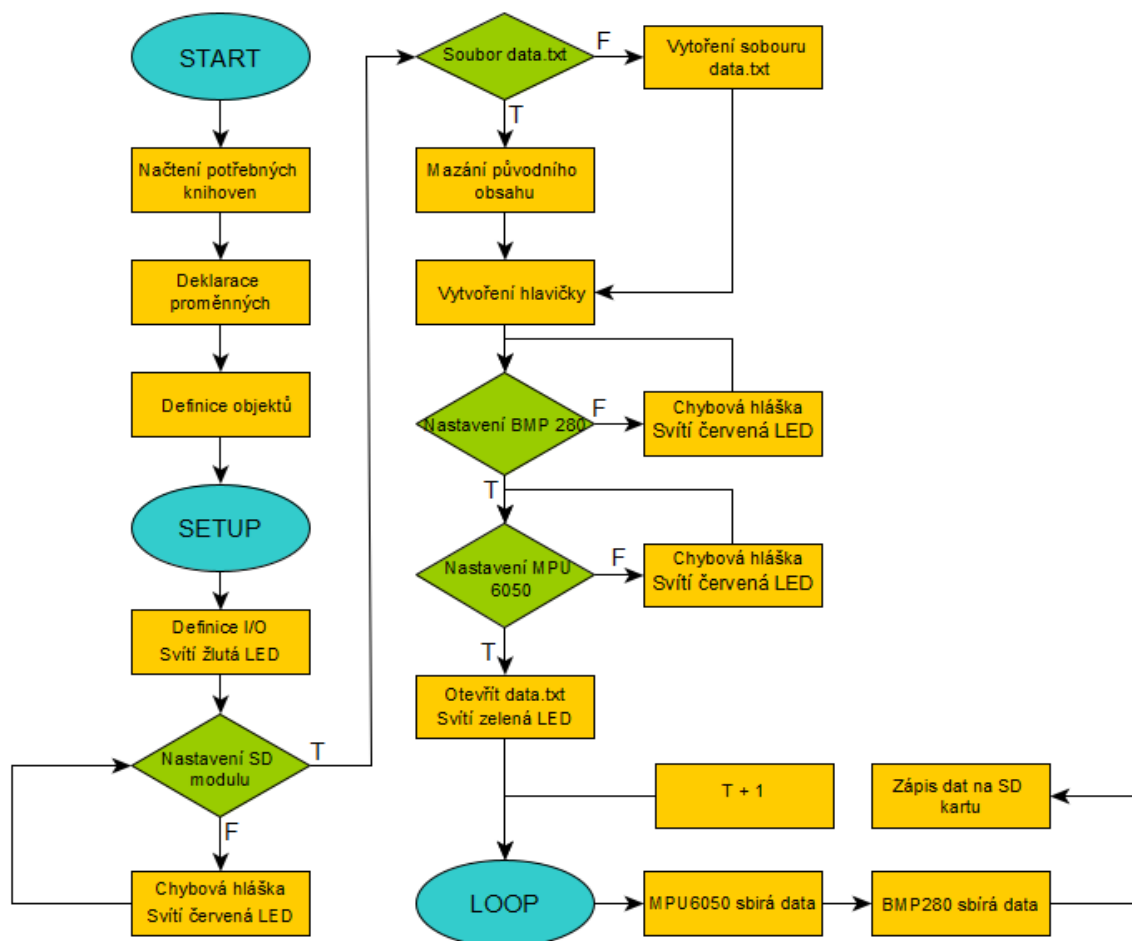 START
Načtení potřebných
knihoven
Deklarace
proměnných
Definice objektů
SETUP
Definice I/O
Svítí žlutá LED
Nastavení SD
modulu
T
F
Chybová hláška
Svítí červená LED
Soubor data.txt
F
T
Vytoření sobouru
data.txt
Mazání původního
obsahu
Vytvoření hlavičky
Nastavení BMP 280
F
T
Chybová hláška
Svítí červená LED
Nastavení MPU
6050
F
T
Chybová hláška
Svítí červená LED
Otevřít data.txt
Svítí zelená LED
T + 1
Zápis dat na SD
kartu
LOOP
MPU6050 sbirá data
BMP280 sbírá data